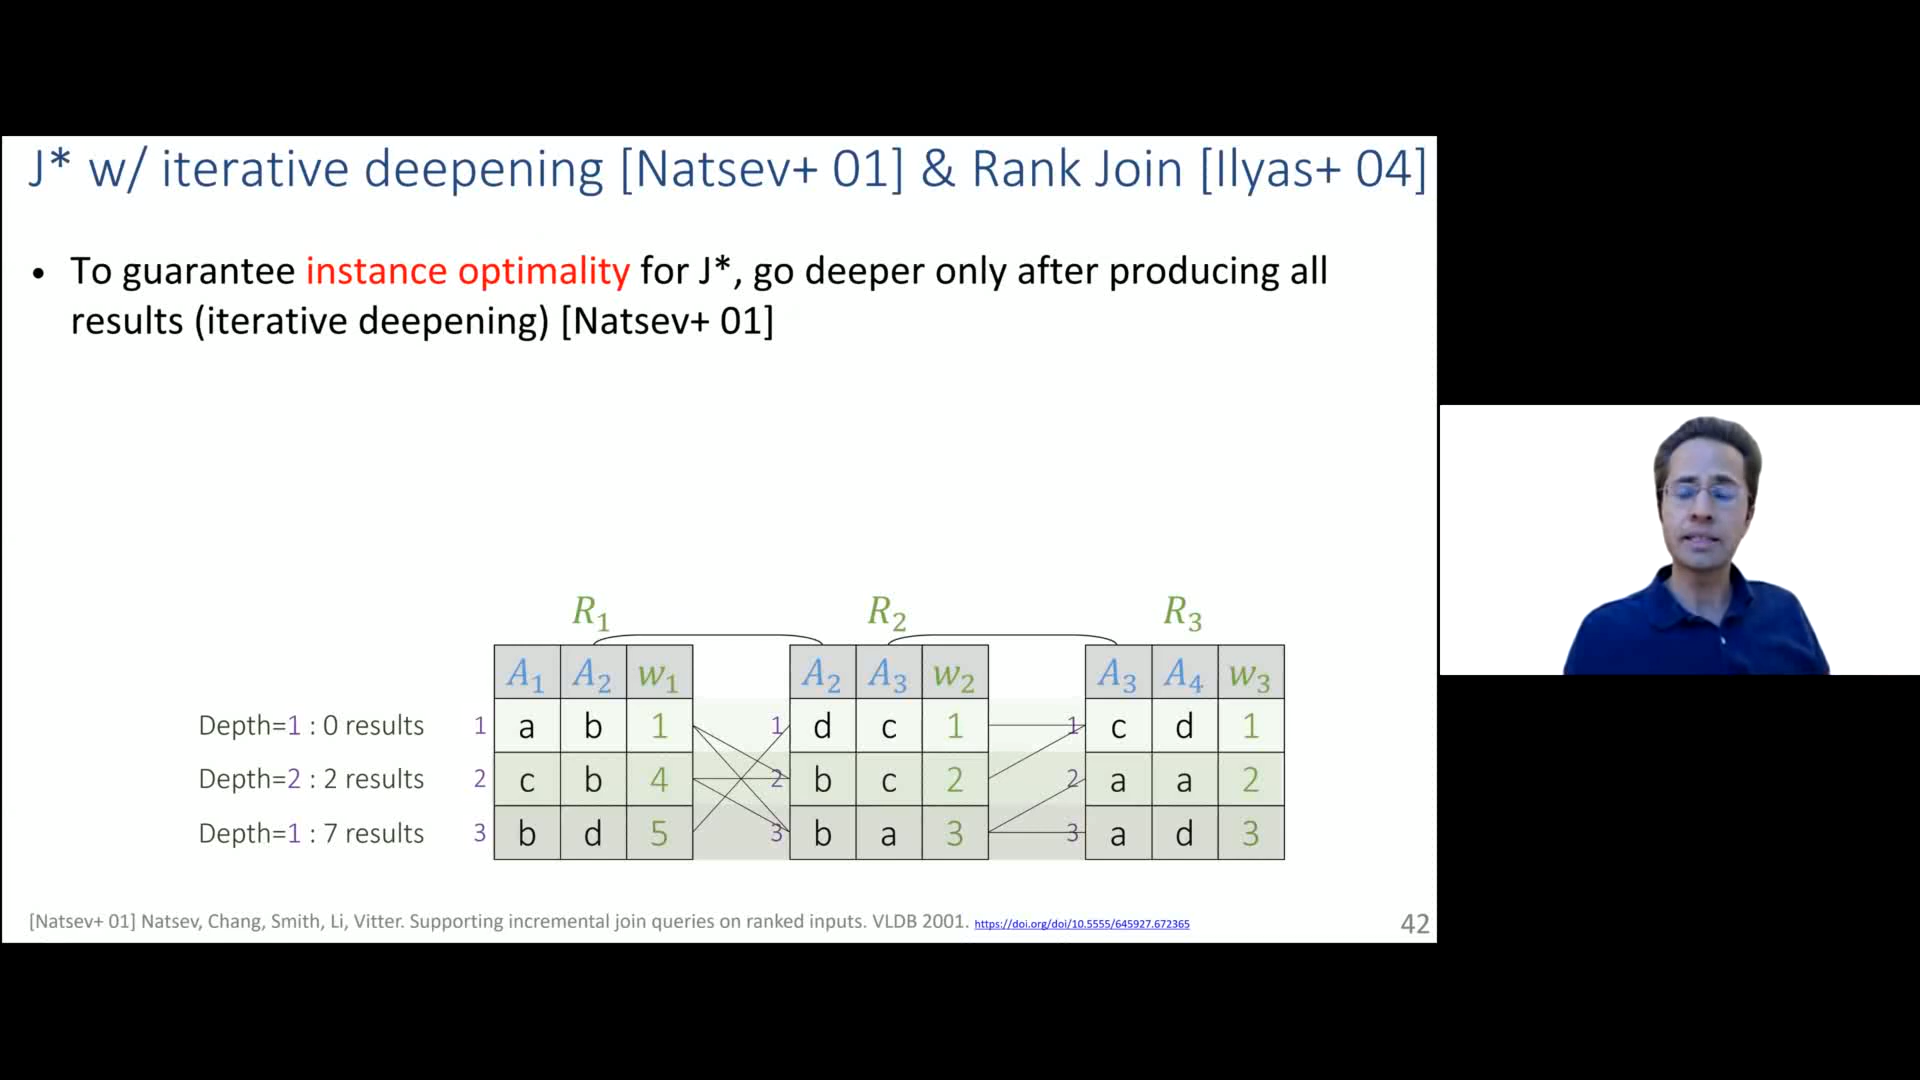 J* w/ iterative deepening [Natsev+ 01] & Rank Join [Ilyas+ 04]
• To guarantee instance optimality for J*, go deeper only after producing all
results (iterative deepening) [Natsev+ 01]
R₁ R₂ R₃
A₁ A₂ w₁ A₂ A₃ w₂ A₃ A₄ w₃
Depth=1 : 0 results 1 a b 1 1 d c 1 1 c d 1
Depth=2 : 2 results 2 c b 4 2 b c 2 2 a a 2
Depth=1 : 7 results 3 b d 5 3 b a 3 3 a d 3
[Natsev+ 01] Natsev, Chang, Smith, Li, Vitter. Supporting incremental join queries on ranked inputs. VLDB 2001. https://doi.org/doi/10.5555/645927.672365 42